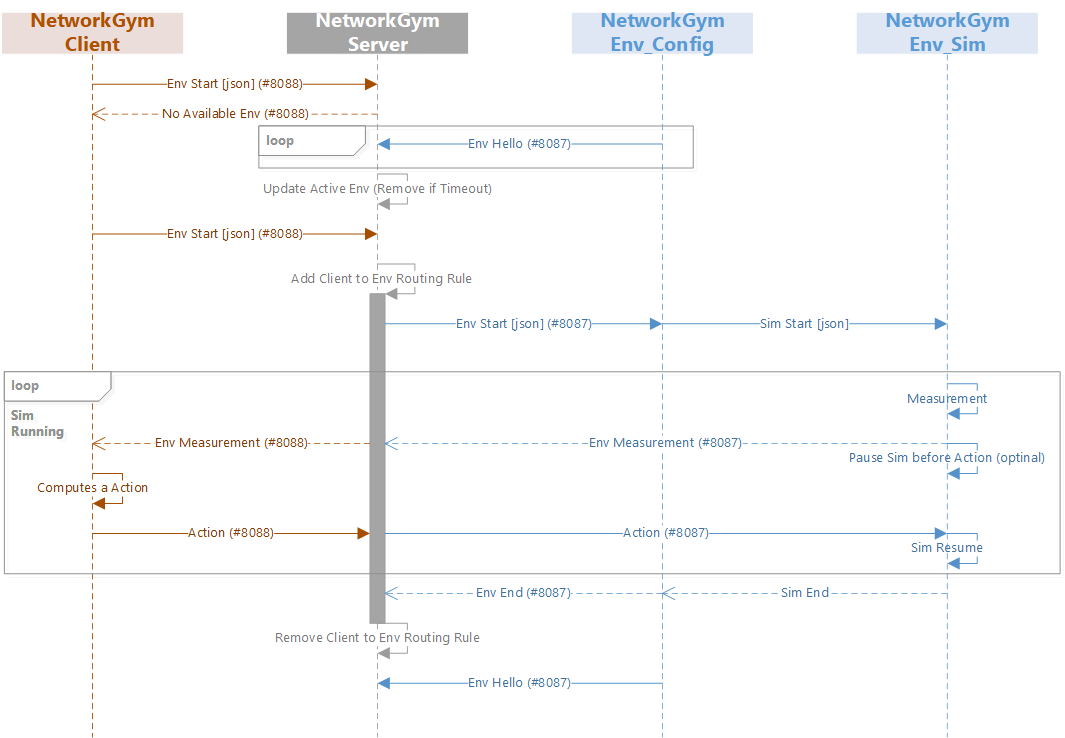 NetworkGym
Client
NetworkGym
Server
NetworkGym
Env_Config
NetworkGym
Env_Sim
Env Start [json] (#8088)
No Available Env (#8088)
loop
Env Hello (#8087)
Update Active Env (Remove if Timeout)
Env Start [json] (#8088)
Add Client to Env Routing Rule
Env Start [json] (#8087)
Sim Start [json]
loop
Sim
Running
Measurement
Env Measurement (#8088)
Env Measurement (#8087)
Pause Sim before Action (optinal)
Computes a Action
Action (#8088)
Action (#8087)
Sim Resume
Env End (#8087)
Sim End
Remove Client to Env Routing Rule
Env Hello (#8087)